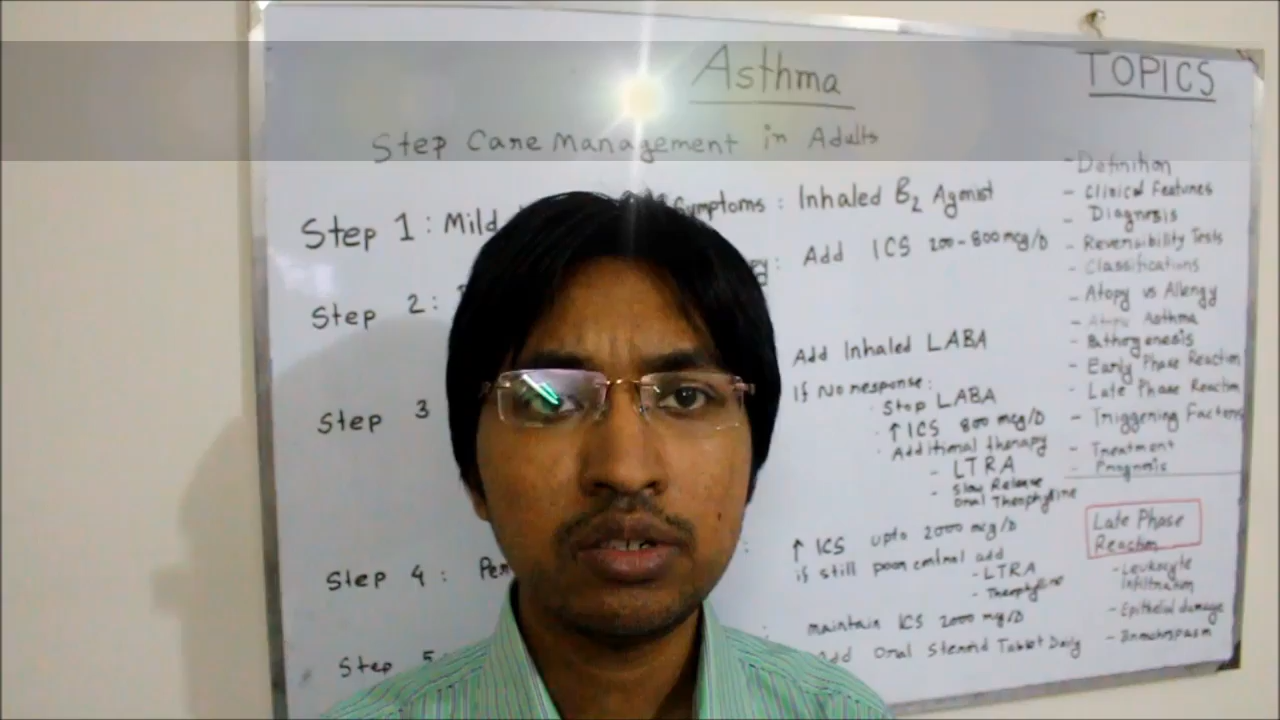 Asthma
Step Care Management in Adults
Step 1: Mild Symptoms: Inhaled B2 Agonist
Step 2: Add ICS 200-800 mcg/D
Step 3 Add Inhaled LABA
If No response:
Stop LABA
↑ICS 800 mcg/D
Additional therapy
- LTRA
- Slow Release
Oral Theophylline
Step 4: ↑ ICS upto 2000 mcg/D
if still poor control add
- LTRA
- Theophylline
maintain ICS 2000 mcg/D
Step 5 Add Oral Steroid Tablet Daily
TOPICS
- Definition
- Clinical Features
- Diagnosis
- Reversibility Tests
- Classifications
- Atopy vs Allergy
- Asthma
- Pathogenesis
- Early Phase Reaction
- Late Phase Reaction
- Triggering Factors
- Treatment
- Prognosis
Late Phase
Reaction
- Leukocyte
Infiltration
- Epithelial damage
- Bronchospasm